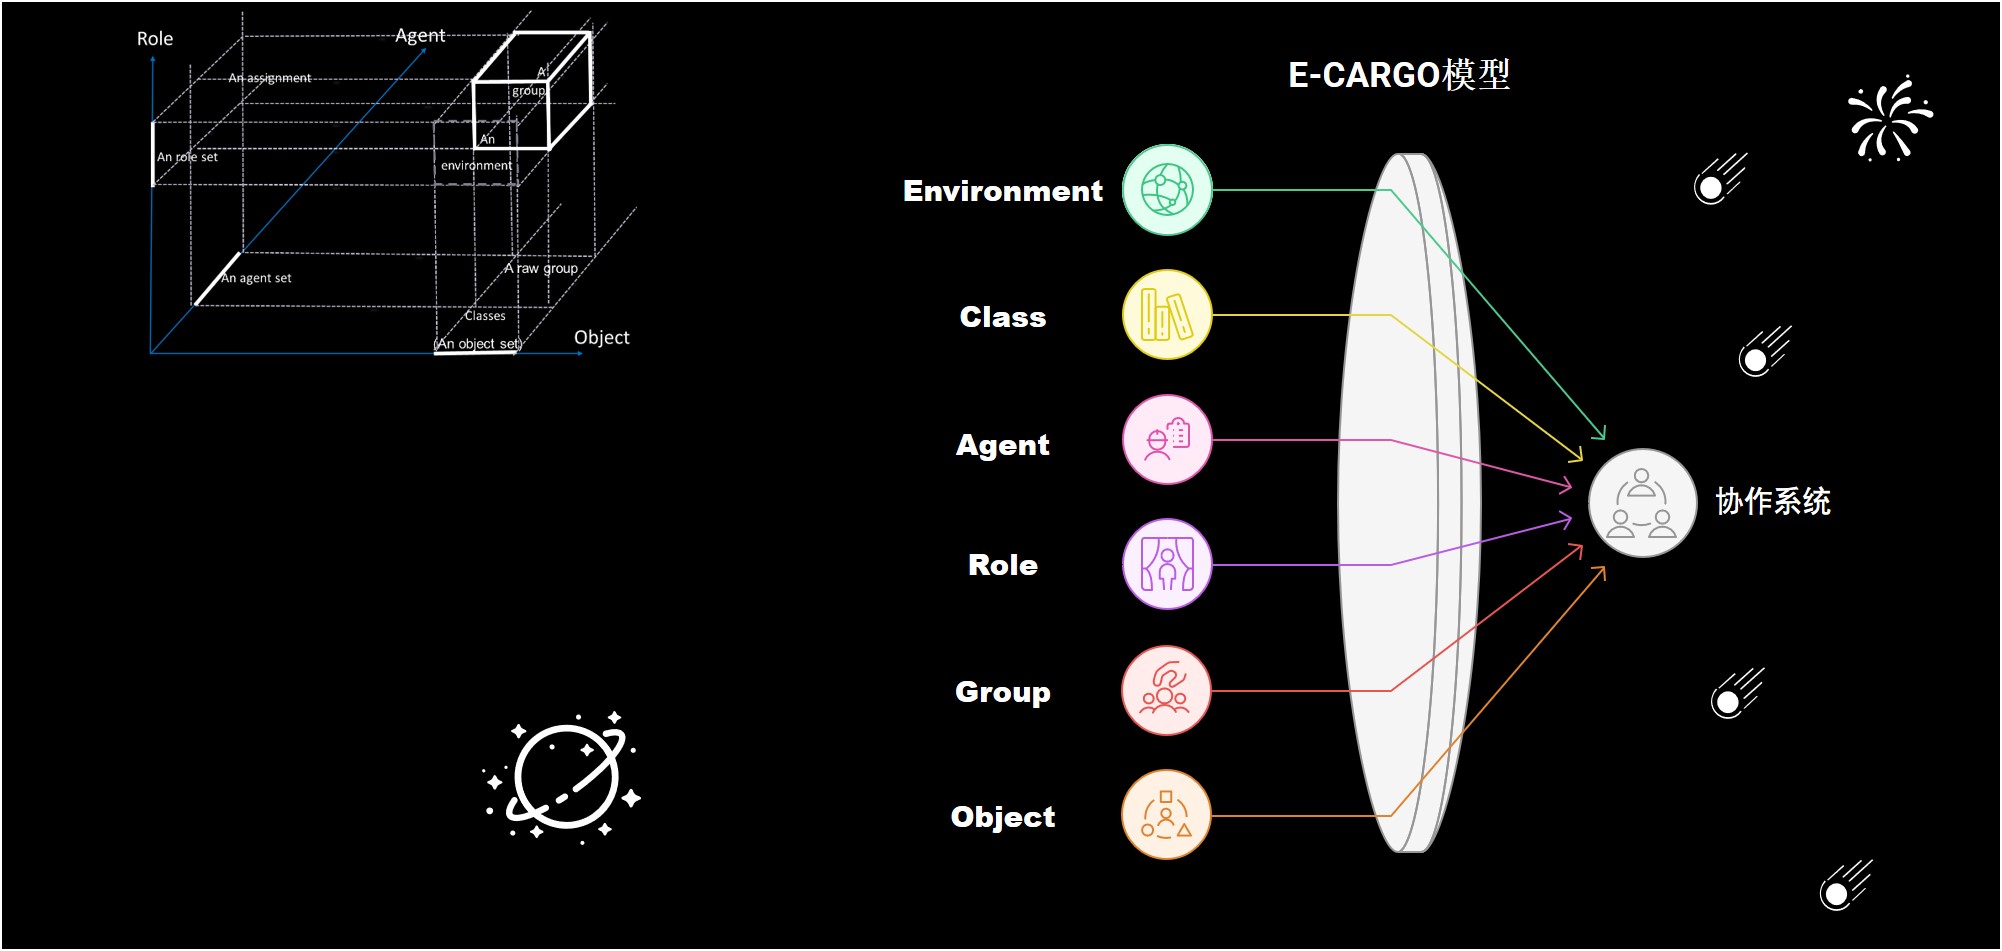 Role
Agent
An assignment
A
group
An
environment
An role set
An agent set
A raw group
Classes
(An object set)
Object
E-CARGO模型
Environment
Class
Agent
Role
Group
Object
协作系统